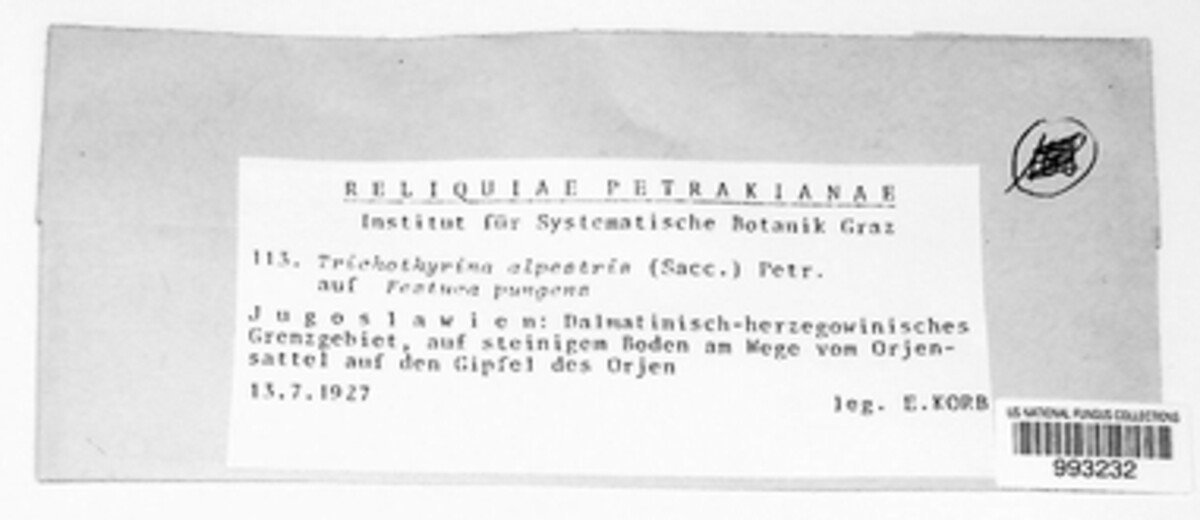 RELIQUIAE PETRAKIANAE
Institut für Systematische Botanik Graz
113. Trichothyrina alpestris (Sacc.) Petr.
auf Festuca pungens
Jugoslawien: Dalmatinisch-herzegowinisches
Grenzgebiet, auf steinigem Boden am Wege vom Orjen-
sattel auf den Gipfel des Orjen
13.7.1927
leg. E.KORB
US NATIONAL FUNGUS COLLECTIONS
993232